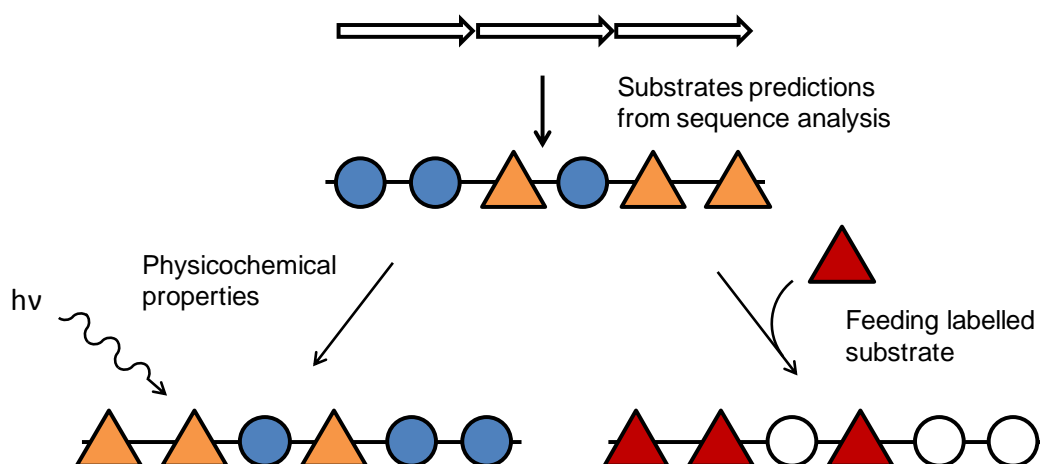 Substrates predictions
from sequence analysis
Physicochemical
properties
hν
Feeding labelled
substrate